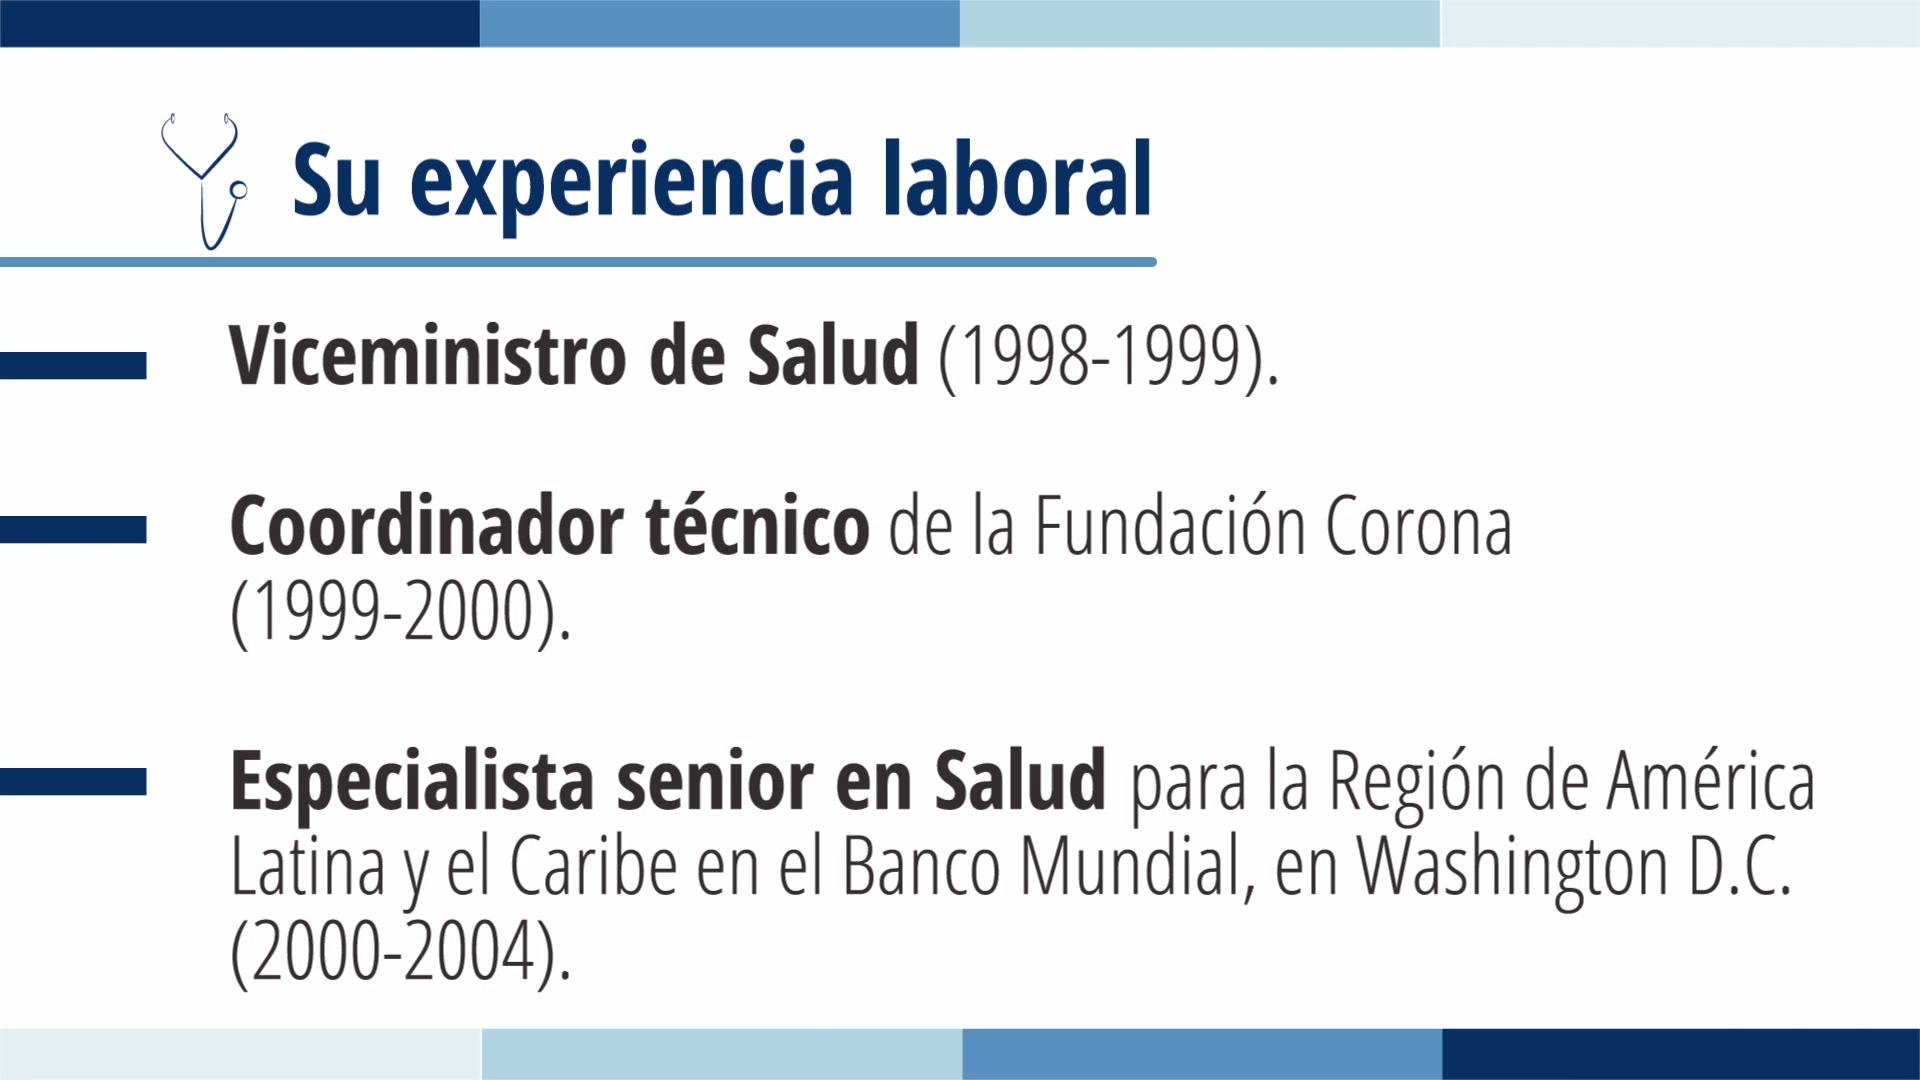 Su experiencia laboral
Viceministro de Salud (1998-1999).
Coordinador técnico de la Fundación Corona
(1999-2000).
Especialista senior en Salud para la Región de América
Latina y el Caribe en el Banco Mundial, en Washington D.C.
(2000-2004).